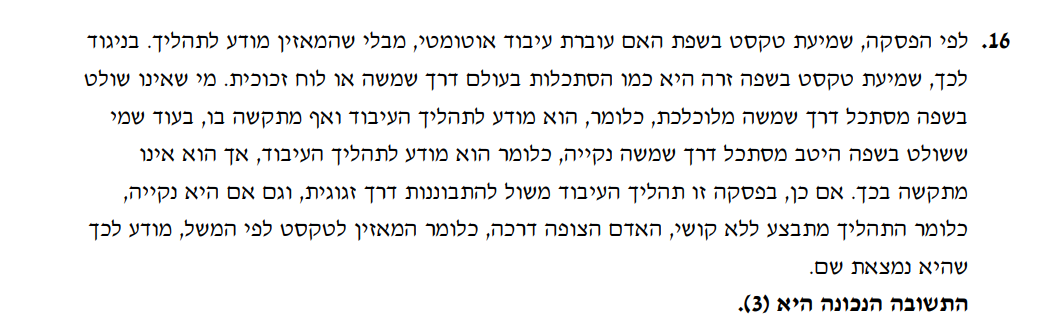 16. לפי הפסקה, שמיעת טקסט בשפת האם עוברת עיבוד אוטומטי, מבלי שהמאזין מודע לתהליך. בניגוד
לכך, שמיעת טקסט בשפה זרה היא כמו הסתכלות בעולם דרך שמשה או לוח זכוכית. מי שאינו שולט
בשפה מסתכל דרך שמשה מלוכלכת, כלומר, הוא מודע לתהליך העיבוד ואף מתקשה בו, בעוד שמי
ששולט בשפה היטב מסתכל דרך שמשה נקייה, כלומר הוא מודע לתהליך העיבוד, אך הוא אינו
מתקשה בכך. אם כן, בפסקה זו תהליך העיבוד משול להתבוננות דרך זגוגית, וגם אם היא נקייה,
כלומר התהליך מתבצע ללא קושי, האדם הצופה דרכה, כלומר המאזין לטקסט לפי המשל, מודע לכך
שהיא נמצאת שם.
התשובה הנכונה היא (3).